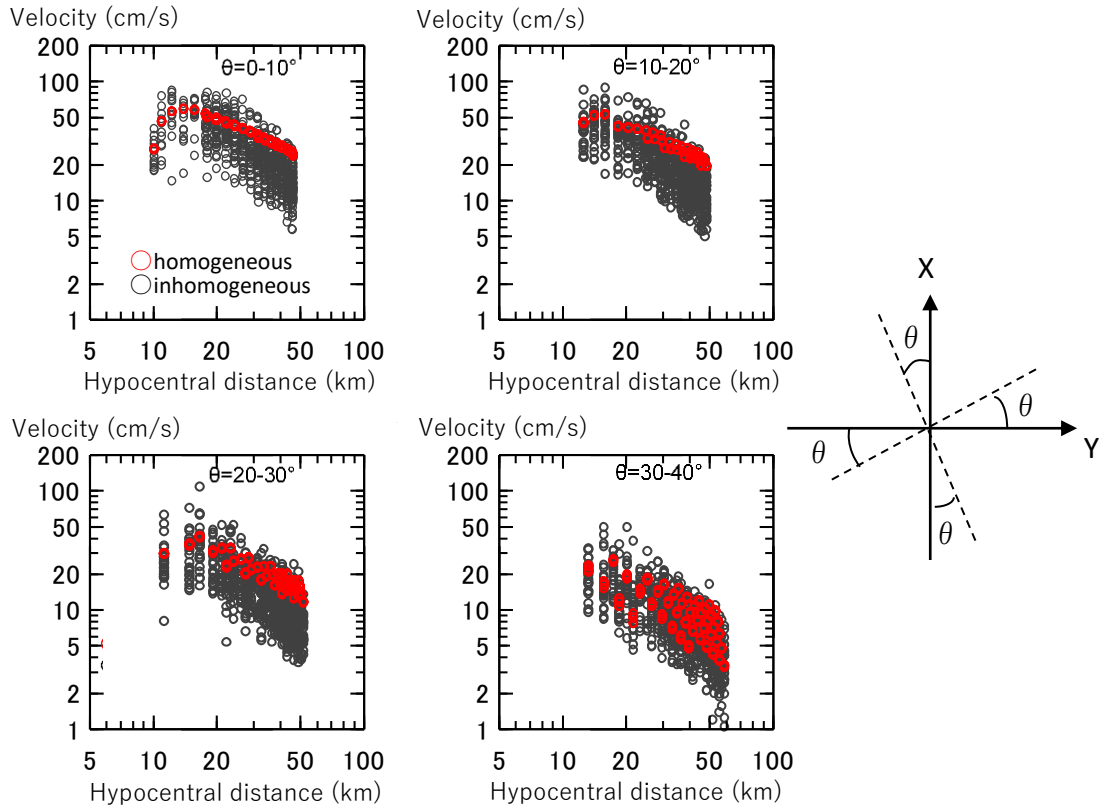 Velocity (cm/s)
200
100
50
20
10
5
2
1
θ=0-10°
homogeneous
inhomogeneous
5 10 20 50 100
Hypocentral distance (km)
Velocity (cm/s)
200
100
50
20
10
5
2
1
θ=10-20°
5 10 20 50 100
Hypocentral distance (km)
Velocity (cm/s)
200
100
50
20
10
5
2
1
θ=20-30°
5 10 20 50 100
Hypocentral distance (km)
Velocity (cm/s)
200
100
50
20
10
5
2
1
θ=30-40°
5 10 20 50 100
Hypocentral distance (km)
X
θ
θ
θ
Y
θ